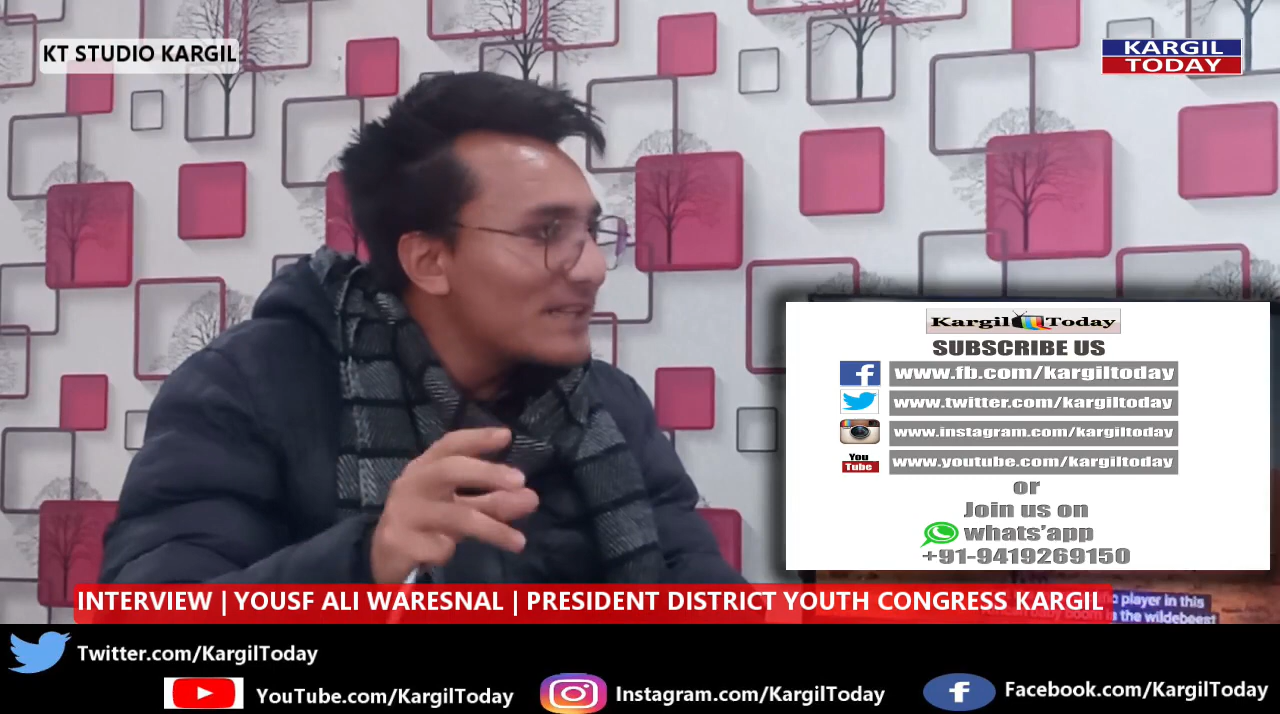 KT STUDIO KARGIL
KARGIL
TODAY
Kargil Today
SUBSCRIBE US
www.fb.com/kargiltoday
www.twitter.com/kargiltoday
www.instagram.com/kargiltoday
You
Tube
www.youtube.com/kargiltoday
or
Join us on
whats'app
+91-9419269150
INTERVIEW | YOUSF ALI WARESNAL | PRESIDENT DISTRICT YOUTH CONGRESS KARGIL
player in this
is the wildebeest
Twitter.com/KargilToday
YouTube.com/KargilToday
Instagram.com/KargilToday
Facebook.com/KargilToday